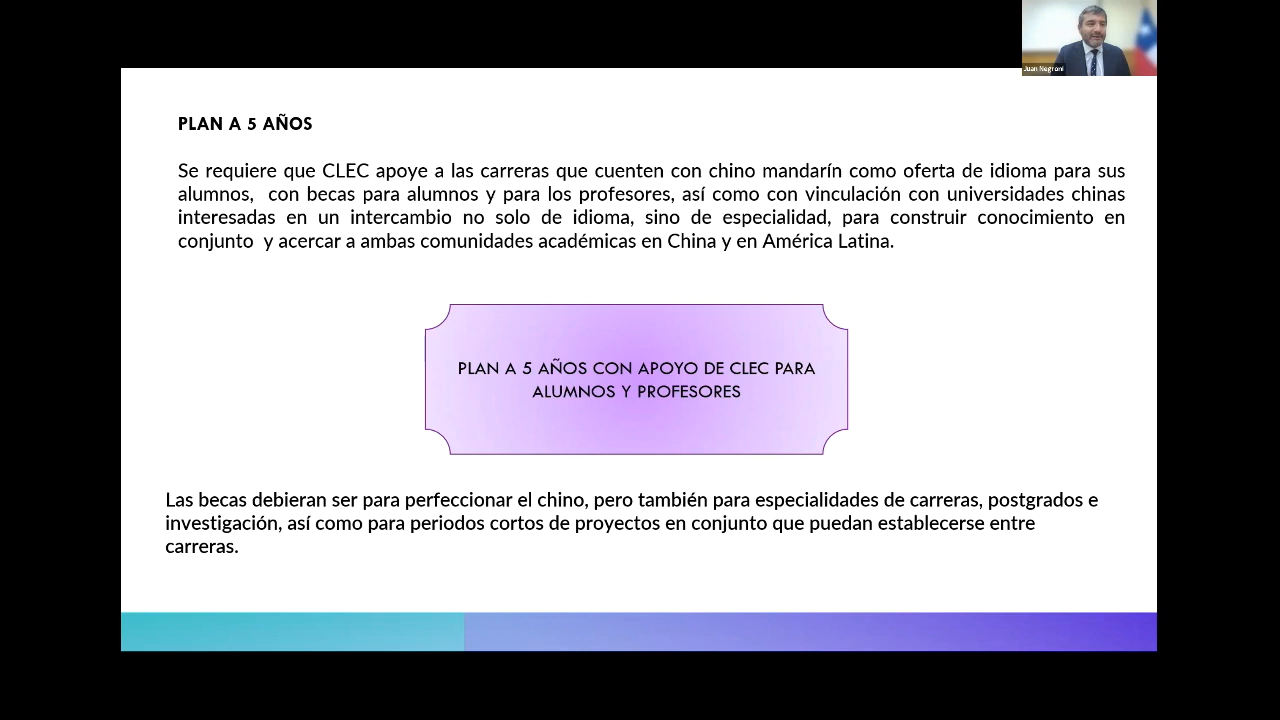 Juan Negroni
PLAN A 5 AÑOS
Se requiere que CLEC apoye a las carreras que cuenten con chino mandarín como oferta de idioma para sus
alumnos,  con becas para alumnos y para los profesores, así como con vinculación con universidades chinas
interesadas en un intercambio no solo de idioma, sino de especialidad, para construir conocimiento en
conjunto  y acercar a ambas comunidades académicas en China y en América Latina.
PLAN A 5 AÑOS CON APOYO DE CLEC PARA
ALUMNOS Y PROFESORES
Las becas debieran ser para perfeccionar el chino, pero también para especialidades de carreras, postgrados e
investigación, así como para periodos cortos de proyectos en conjunto que puedan establecerse entre
carreras.